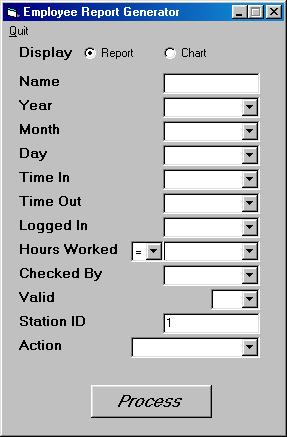 Employee Report Generator
Quit
Display Report Chart
Name
Year
Month
Day
Time In
Time Out
Logged In
Hours Worked =
Checked By
Valid
Station ID 1
Action
Process